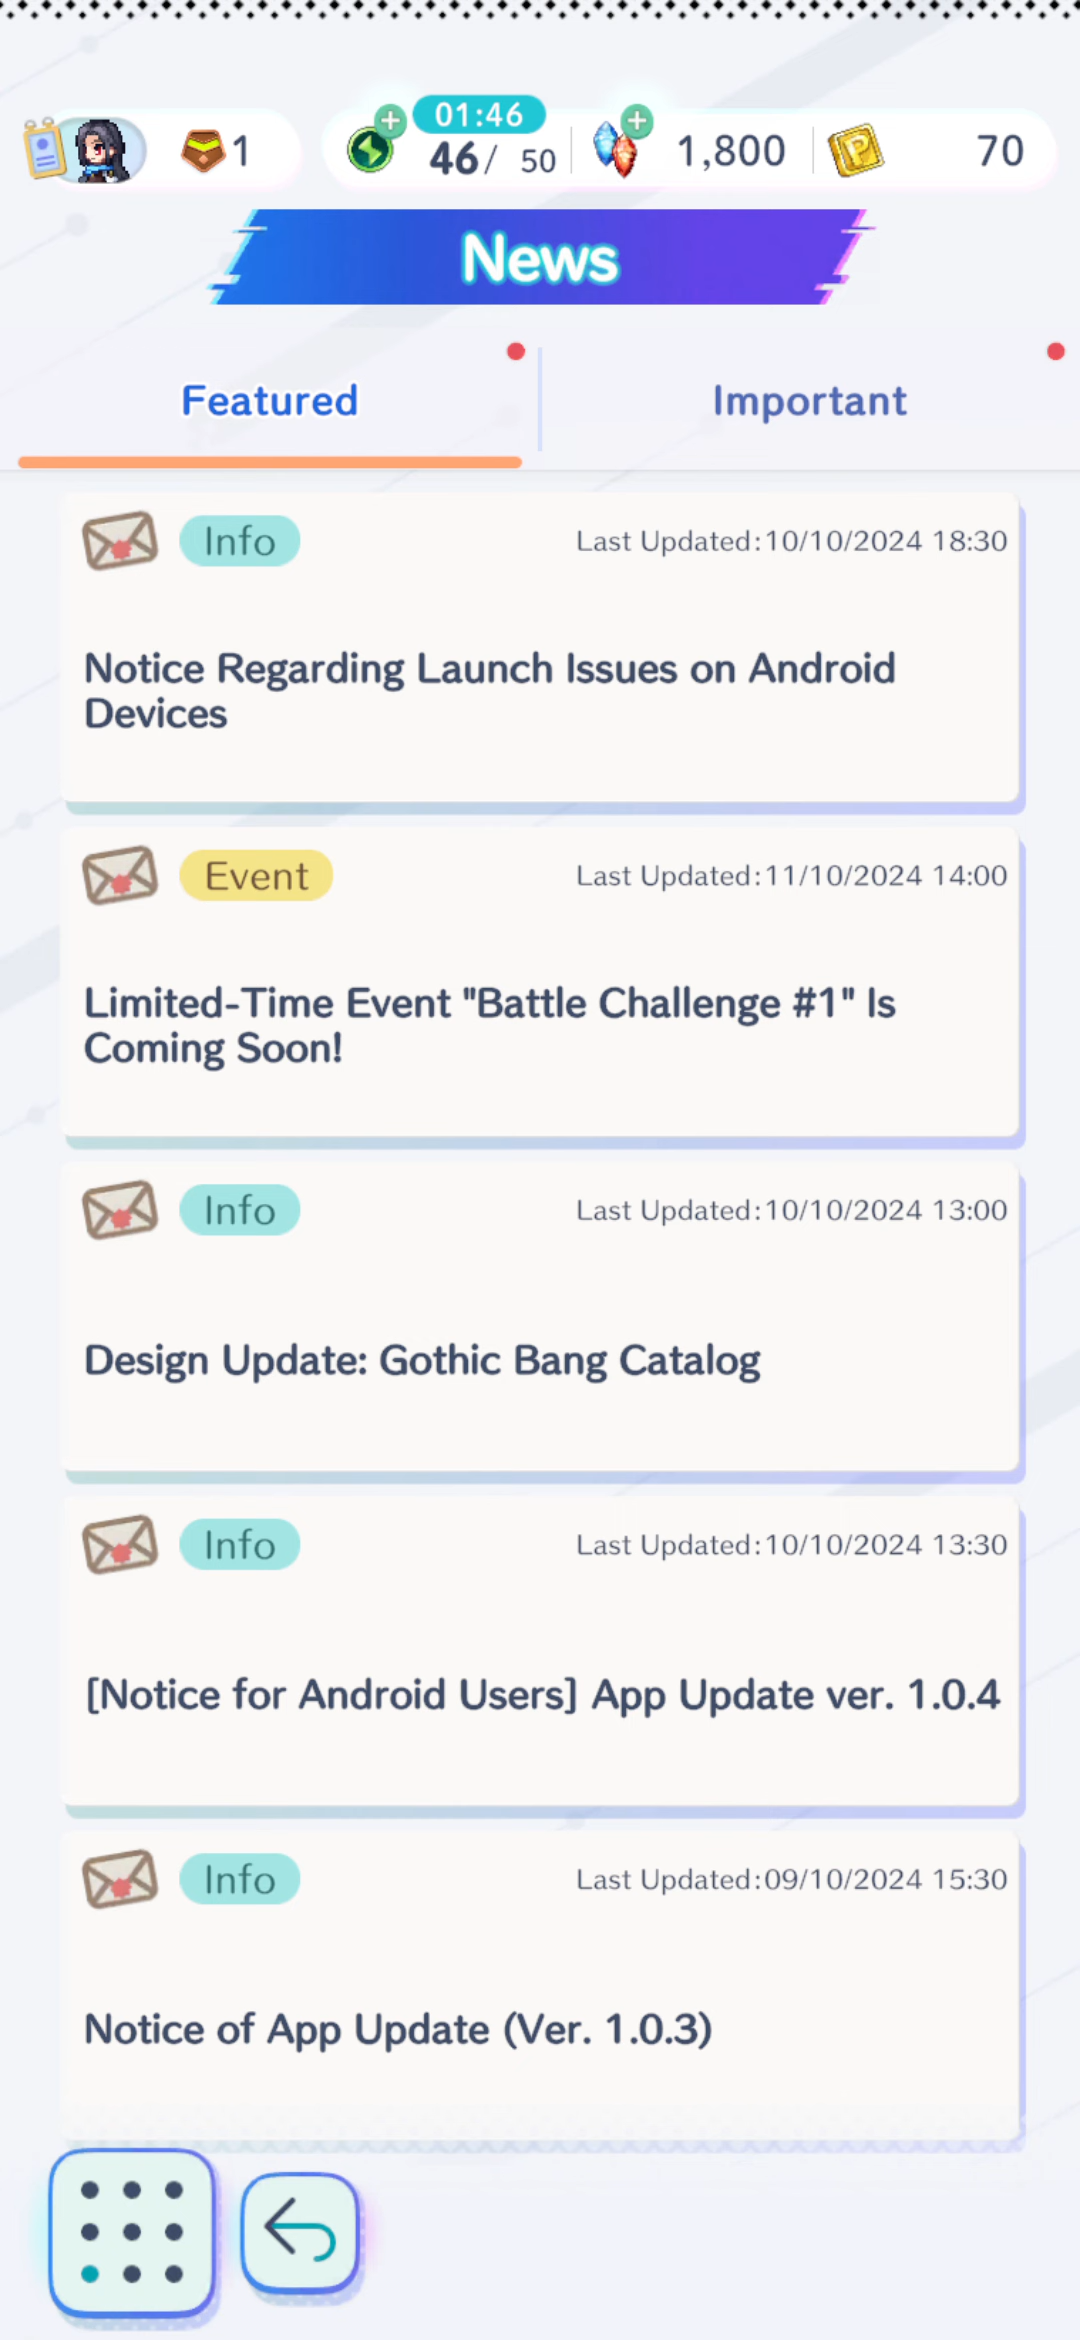 1
01:46
46/ 50
1,800
P
70
News
Featured
Important
Info
Last Updated:10/10/2024 18:30
Notice Regarding Launch Issues on Android
Devices
Event
Last Updated:11/10/2024 14:00
Limited-Time Event "Battle Challenge #1" Is
Coming Soon!
Info
Last Updated:10/10/2024 13:00
Design Update: Gothic Bang Catalog
Info
Last Updated:10/10/2024 13:30
[Notice for Android Users] App Update ver. 1.0.4
Info
Last Updated:09/10/2024 15:30
Notice of App Update (Ver. 1.0.3)